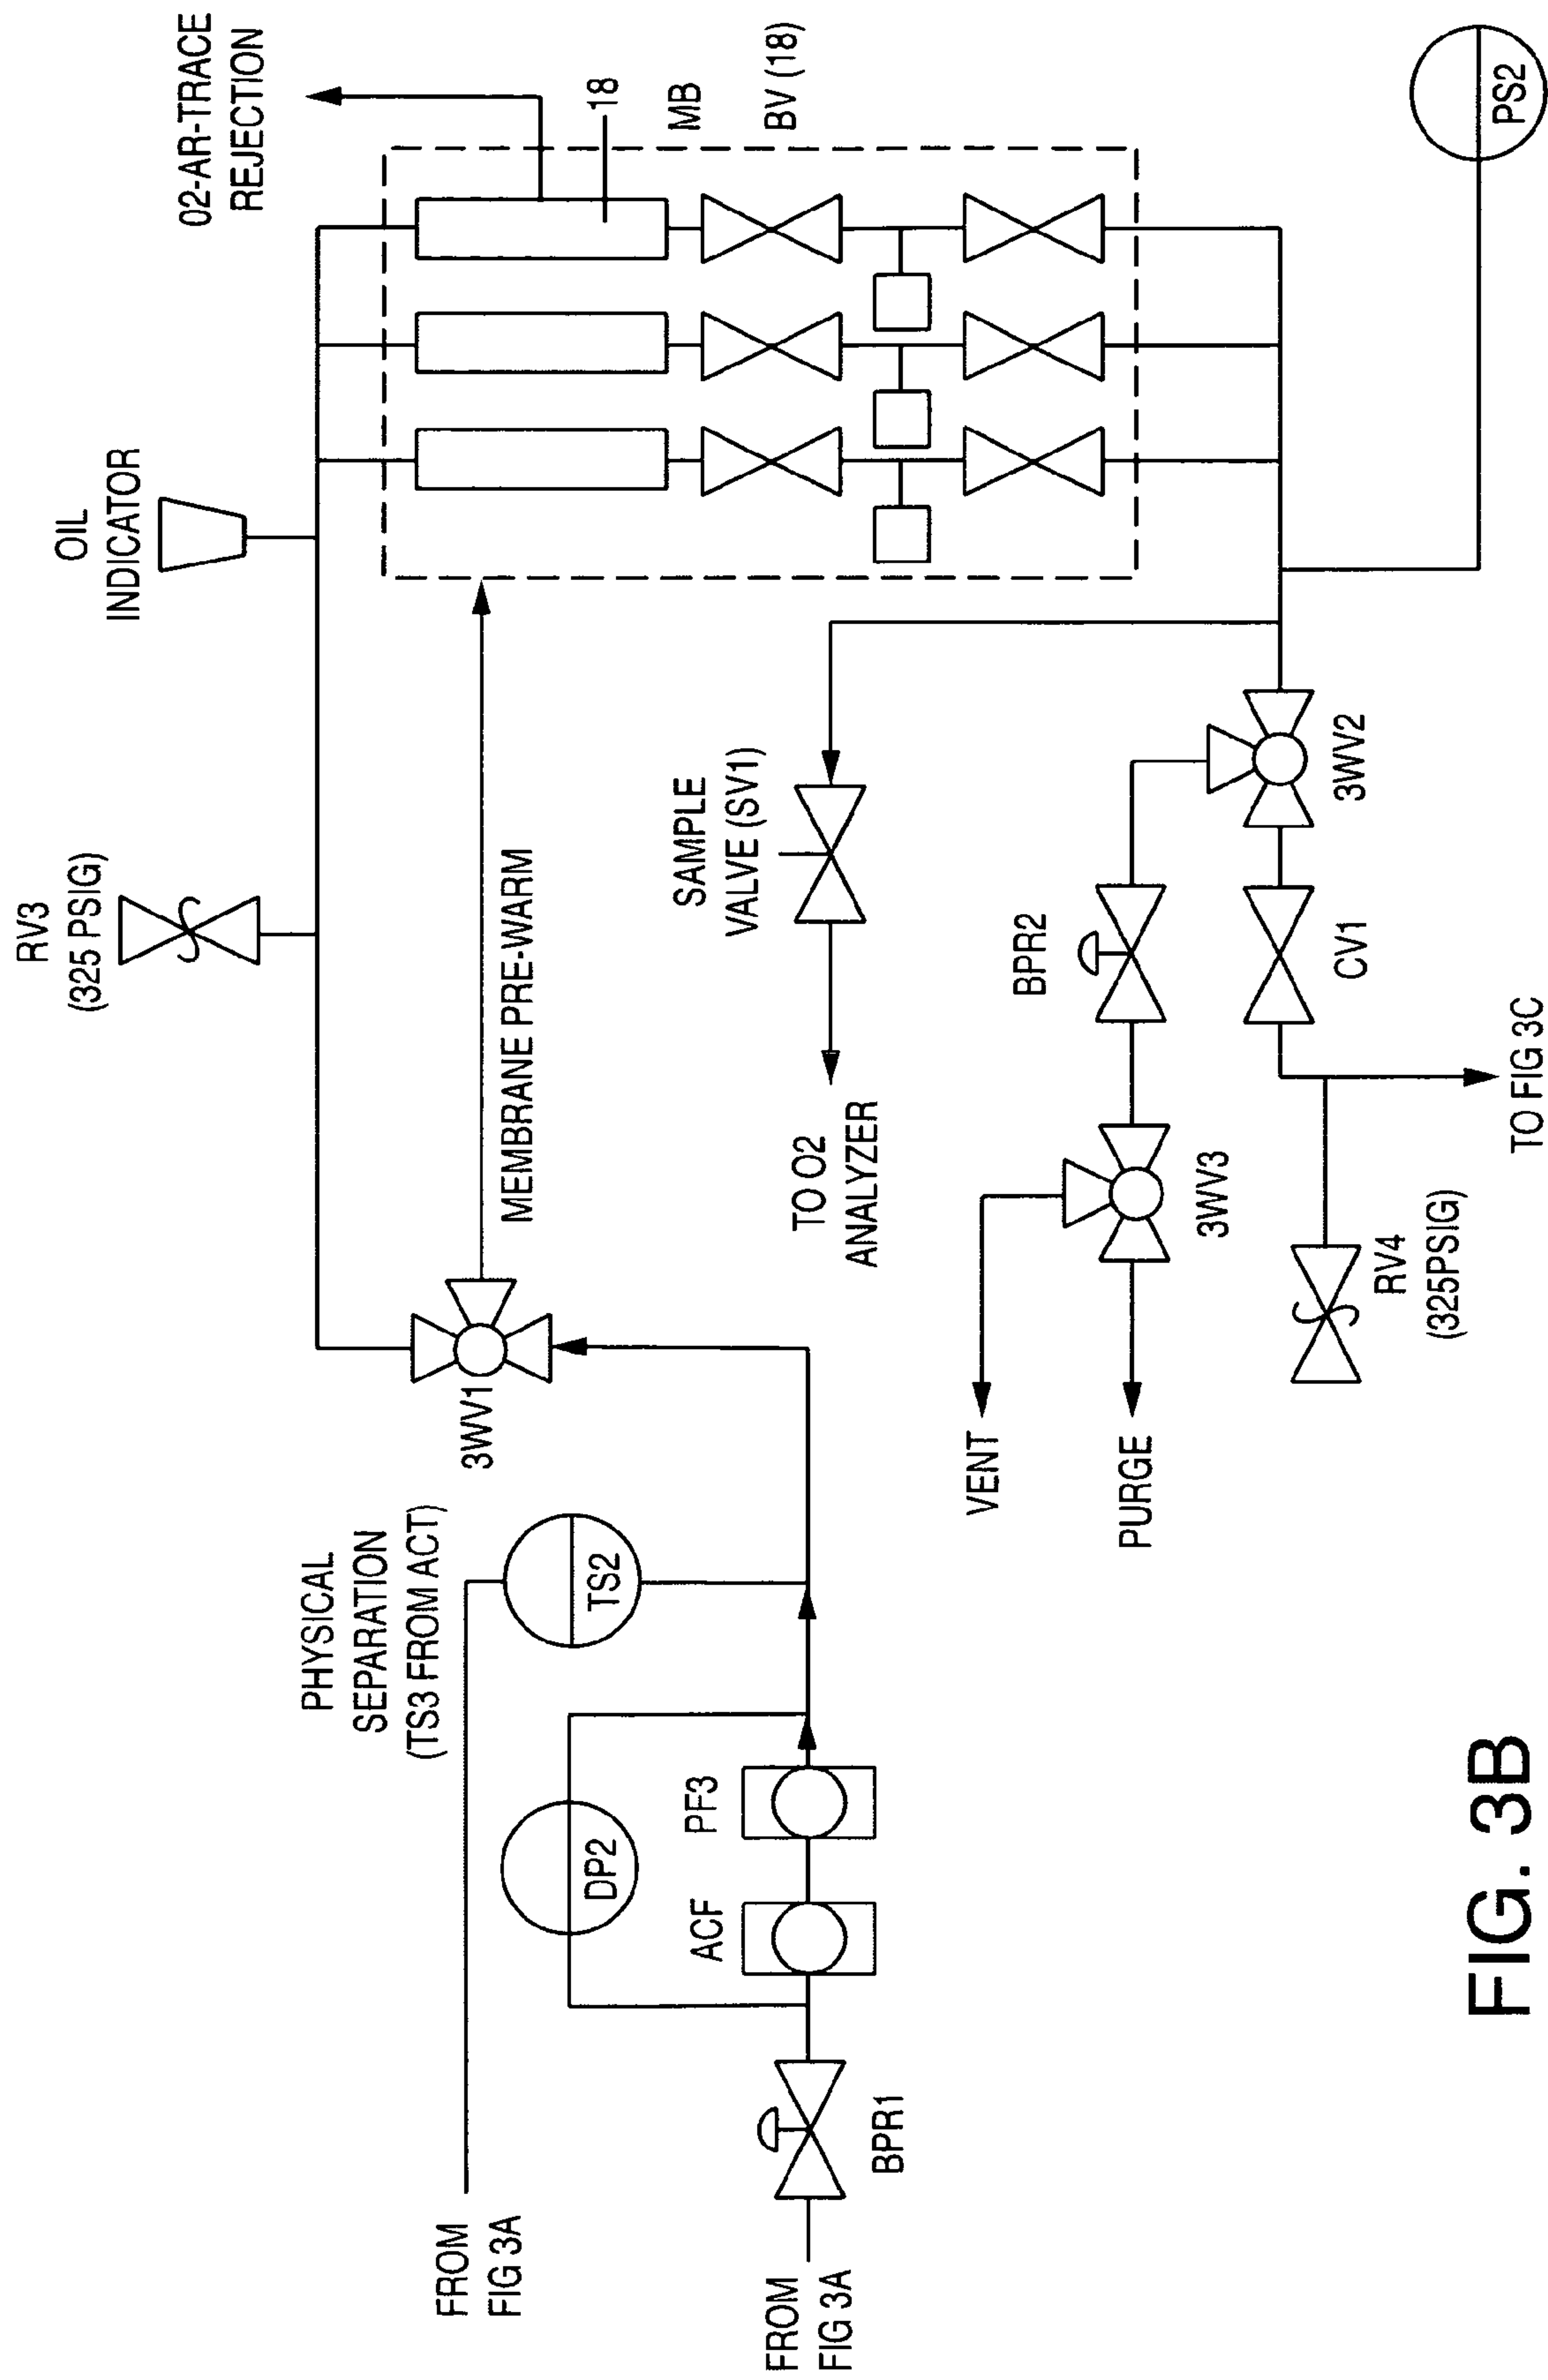 02-AR-TRACE
REJECTION
18
MB
BV (18)
PS2
OIL
INDICATOR
RV3
(325 PSIG)
MEMBRANE PRE-WARM
SAMPLE
VALVE (SV1)
3WV2
BPR2
CV1
TO FIG 3C
TO O2
ANALYZER
3WV3
RV4
(325PSIG)
3WV1
VENT
PURGE
PHYSICAL
SEPARATION
(TS3 FROM ACT)
TS2
DP2
PF3
ACF
BPR1
FROM
FIG 3A
FROM
FIG 3A
FIG. 3B